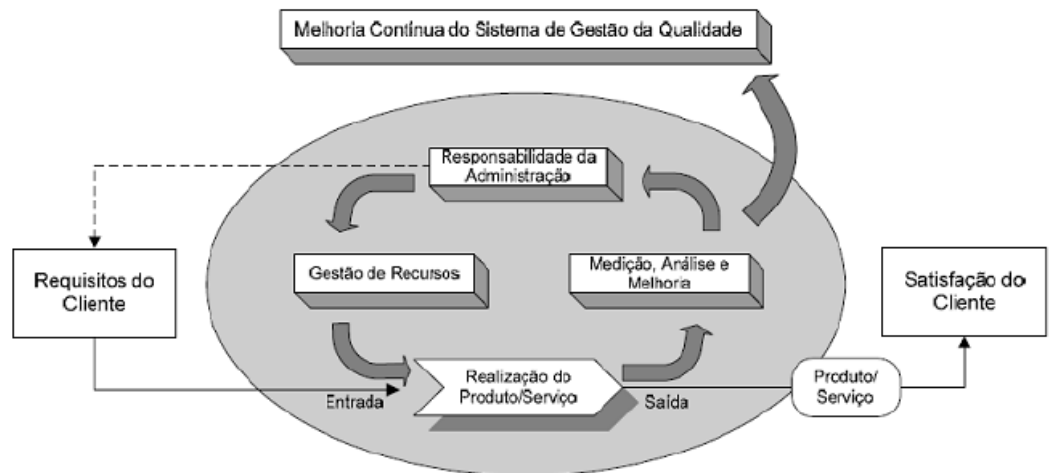 Melhoria Contínua do Sistema de Gestão da Qualidade
Responsabilidade da
Administração
Requisitos do
Cliente
Gestão de Recursos
Medição, Análise e
Melhoria
Satisfação do
Cliente
Entrada
Realização do
Produto/Serviço
Saída
Produto/
Serviço